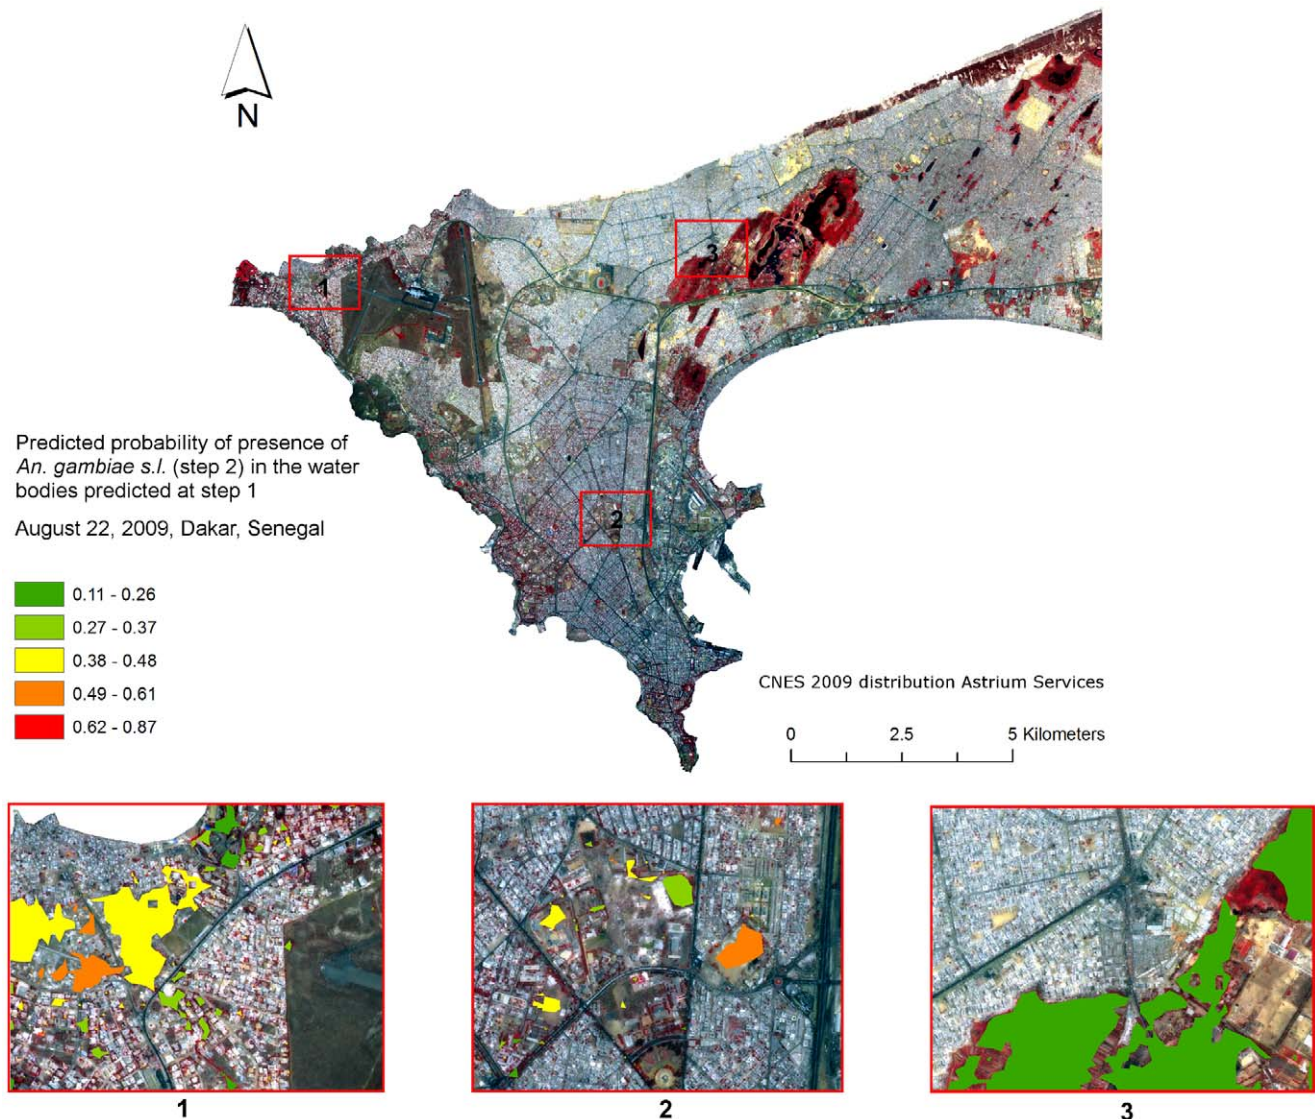 N
1
3
2
Predicted probability of presence of
An. gambiae s.l. (step 2) in the water
bodies predicted at step 1
August 22, 2009, Dakar, Senegal
0.11 - 0.26
0.27 - 0.37
0.38 - 0.48
0.49 - 0.61
0.62 - 0.87
CNES 2009 distribution Astrium Services
0 2.5 5 Kilometers
1 2 3